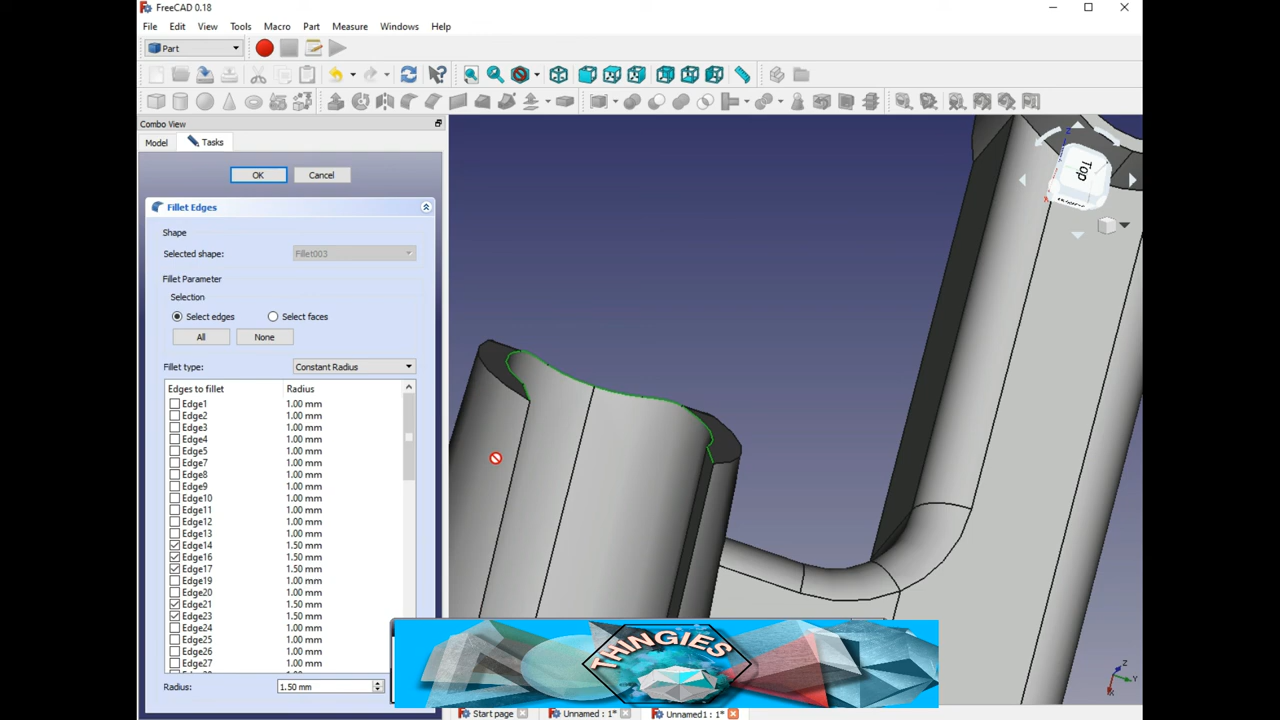 FreeCAD 0.18
File Edit View Tools Macro Part Measure Windows Help
Part
Combo View
Model Tasks
OK Cancel
Fillet Edges
Shape
Selected shape: Fillet003
Fillet Parameter
Selection
Select edges Select faces
All None
Fillet type: Constant Radius
Edges to fillet Radius
Edge1 1.00 mm
Edge2 1.00 mm
Edge3 1.00 mm
Edge4 1.00 mm
Edge5 1.00 mm
Edge7 1.00 mm
Edge8 1.00 mm
Edge9 1.00 mm
Edge10 1.00 mm
Edge11 1.00 mm
Edge12 1.00 mm
Edge13 1.00 mm
Edge14 1.50 mm
Edge16 1.50 mm
Edge17 1.50 mm
Edge19 1.00 mm
Edge20 1.00 mm
Edge21 1.50 mm
Edge23 1.50 mm
Edge24 1.00 mm
Edge25 1.00 mm
Edge26 1.00 mm
Edge27 1.00 mm
Radius: 1.50 mm
Top
Z
Y
X
THINGIES
Start page Unnamed : 1* Unnamed1 : 1*